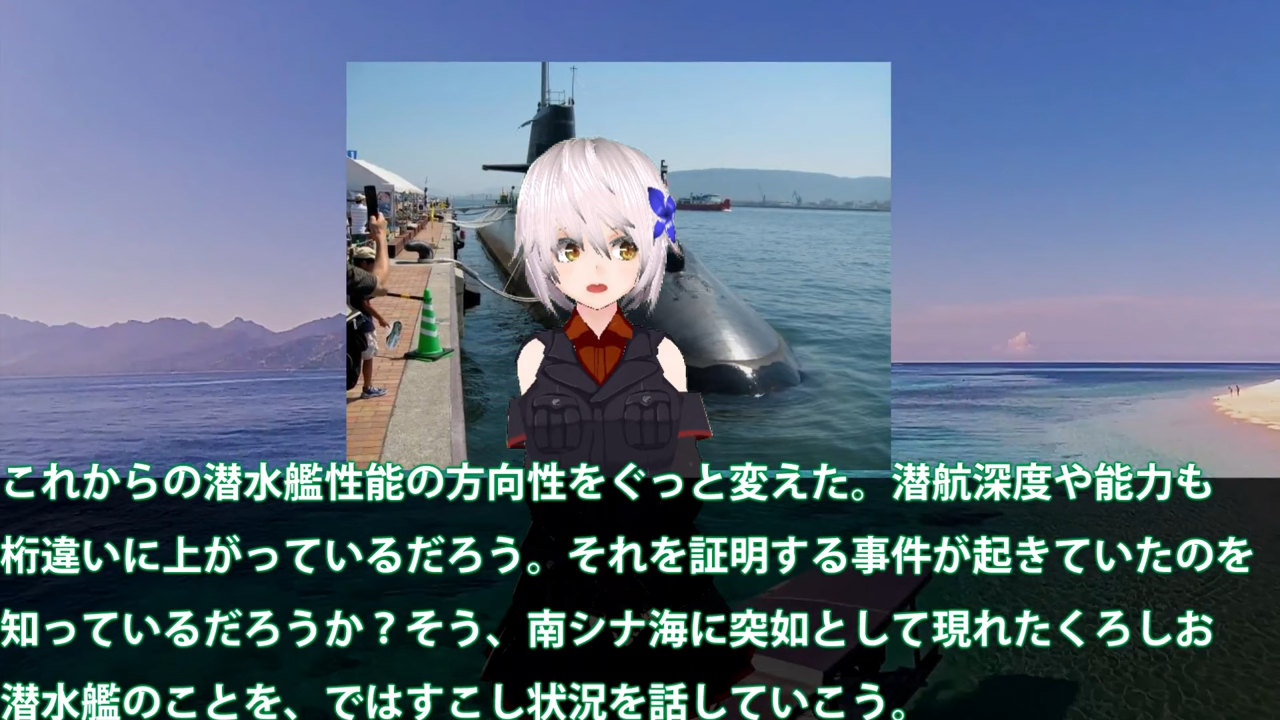 これからの潜水艦性能の方向性をぐっと変えた。潜航深度や能力も
桁違いに上がっているだろう。それを証明する事件が起きていたのを
知っているだろうか？そう、南シナ海に突如として現れたくろしお
潜水艦のことを、ではすこし状況を話していこう。